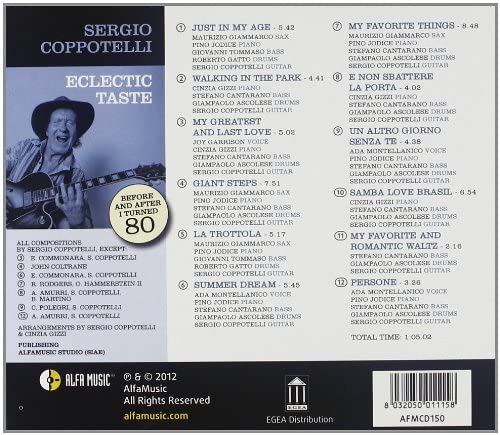 SERGIO
COPPOTELLI
ECLECTIC
TASTE
BEFORE
AND AFTER
I TURNED
80
ALL COMPOSITIONS
BY SERGIO COPPOTELLI, EXCEPT
3 E. COMMONARA, S. COPPOTELLI
4 JOHN COLTRANE
6 E. COMMONARA, S. COPPOTELLI
7 R. RODGERS, O. HAMMERSTEIN II
8 A. AMURRI, S. COPPOTELLI
B. MARTINO
9 C. POLEGRI, S. COPPOTELLI
12 A. AMURRI, S. COPPOTELLI
ARRANGEMENTS BY SERGIO COPPOTELLI
& CINZIA GIZZI
PUBLISHING
ALFAMUSIC STUDIO (SIAE)
1 JUST IN MY AGE - 5.42
MAURIZIO GIAMMARCO SAX
PINO JODICE PIANO
GIOVANNI TOMMASO BASS
ROBERTO GATTO DRUMS
SERGIO COPPOTELLI GUITAR
2 WALKING IN THE PARK - 4.41
CINZIA GIZZI PIANO
STEFANO CANTARANO BASS
GIAMPAOLO ASCOLESE DRUMS
SERGIO COPPOTELLI GUITAR
3 MY GREATEST
AND LAST LOVE - 5.02
JOY GARRISON VOICE
CINZIA GIZZI PIANO
STEFANO CANTARANO BASS
GIAMPAOLO ASCOLESE DRUMS
SERGIO COPPOTELLI GUITAR
4 GIANT STEPS - 7.51
MAURIZIO GIAMMARCO SAX
PINO JODICE PIANO
STEFANO CANTARANO BASS
GIAMPAOLO ASCOLESE DRUMS
SERGIO COPPOTELLI GUITAR
5 LA TROTTOLA - 5.17
MAURIZIO GIAMMARCO SAX
PINO JODICE PIANO
GIOVANNI TOMMASO BASS
ROBERTO GATTO DRUMS
SERGIO COPPOTELLI GUITAR
6 SUMMER DREAM - 5.45
ADA MONTELLANICO VOICE
PINO JODICE PIANO
STEFANO CANTARANO BASS
GIAMPAOLO ASCOLESE DRUMS
SERGIO COPPOTELLI GUITAR
7 MY FAVORITE THINGS - 8.48
MAURIZIO GIAMMARCO SAX
PINO JODICE PIANO
STEFANO CANTARANO BASS
GIAMPAOLO ASCOLESE DRUMS
SERGIO COPPOTELLI GUITAR
8 E NON SBATTERE
LA PORTA - 4.02
CINZIA GIZZI PIANO
STEFANO CANTARANO BASS
GIAMPAOLO ASCOLESE DRUMS
SERGIO COPPOTELLI GUITAR
9 UN ALTRO GIORNO
SENZA TE - 4.38
ADA MONTELLANICO VOICE
PINO JODICE PIANO
SERGIO COPPOTELLI GUITAR
10 SAMBA LOVE BRASIL - 6.54
CINZIA GIZZI PIANO
STEFANO CANTARANO BASS
GIAMPAOLO ASCOLESE DRUMS
SERGIO COPPOTELLI GUITAR
11 MY FAVORITE AND
ROMANTIC WALTZ - 2.16
SERGIO COPPOTELLI GUITAR
12 PERSONE - 3.26
ADA MONTELLANICO VOICE
PINO JODICE PIANO
STEFANO CANTARANO BASS
GIAMPAOLO ASCOLESE DRUMS
SERGIO COPPOTELLI GUITAR
TOTAL TIME: 1:05.02
ALFA MUSIC
℗ & © 2012
AlfaMusic
All Rights Reserved
alfamusic.com
EGEA
EGEA Distribution
8 032050 011158
AFMCD150